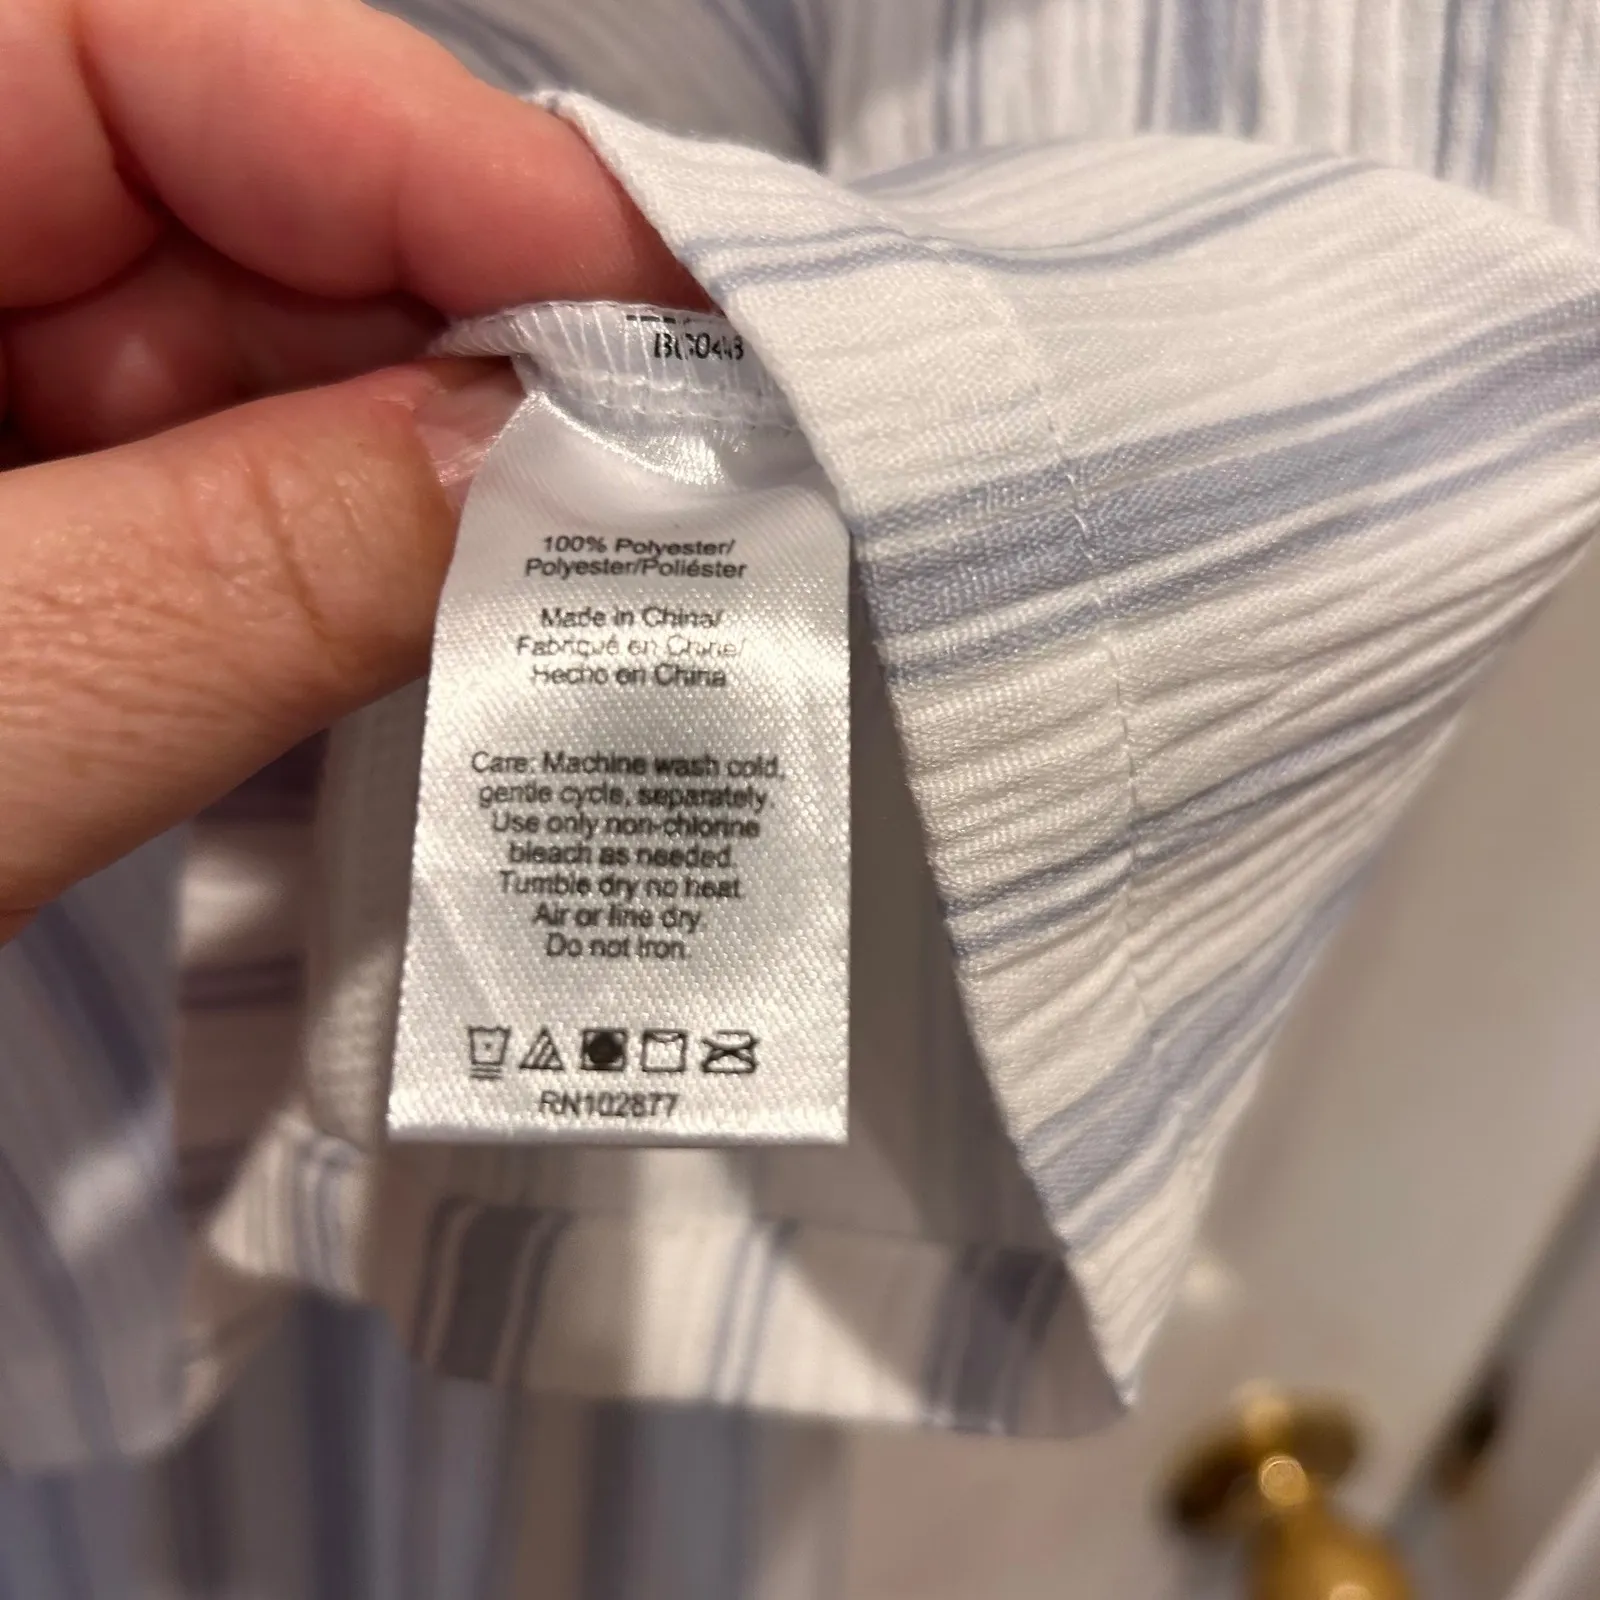 100% Polyester/
Polyester/Poliéster
Made in China/
Fabriqué en Chine/
Hecho en China
Care: Machine wash cold,
gentle cycle, separately.
Use only non-chlorine
bleach as needed.
Tumble dry no heat.
Air or line dry.
Do not iron.
RN102877